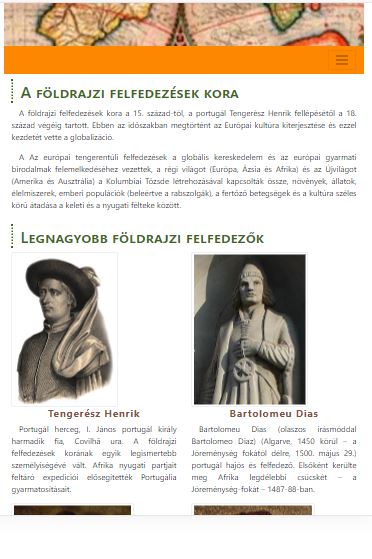 A FÖLDRAJZI FELFEDEZÉSEK KORA
A földrajzi felfedezések kora a 15. század-tól, a portugál Tengerész Henrik fellépésétől a 18.
század végéig tartott. Ebben az időszakban megtörtént az Európai kultúra kiterjesztése és ezzel
kezdetét vette a globalizáció.
A Az európai tengerentúli felfedezések a globális kereskedelem és az európai gyarmati
birodalmak felemelkedéséhez vezettek, a régi világot (Európa, Ázsia és Afrika) és az Újvilágot
(Amerika és Ausztrália) a Kolumbiai Tőzsde létrehozásával kapcsolták össze, növények, állatok,
élelmiszerek, emberi populációk (beleértve a rabszolgák), a fertőző betegségek és a kultúra széles
körű átadása a keleti és a nyugati félteke között.
LEGNAGYOBB FÖLDRAJZI FELFEDEZŐK
Tengerész Henrik
Portugál herceg, I. János portugál király
harmadik fia, Covilhã ura. A földrajzi
felfedezések korának egyik legismertebb
személyiségévé vált. Afrika nyugati partjait
feltáró expedíciói elősegítették Portugália
gyarmatosításait.
Bartolomeu Dias
Bartolomeu Dias (olaszos írásmóddal
Bartolomeo Diaz) (Algarve, 1450 körül – a
Jóreménység fokától délre, 1500. május 29.)
portugál hajós és felfedező. Elsőként kerülte
meg Afrika legdélebbi csúcskét – a
Jóreménység-fokát – 1487-88-ban.